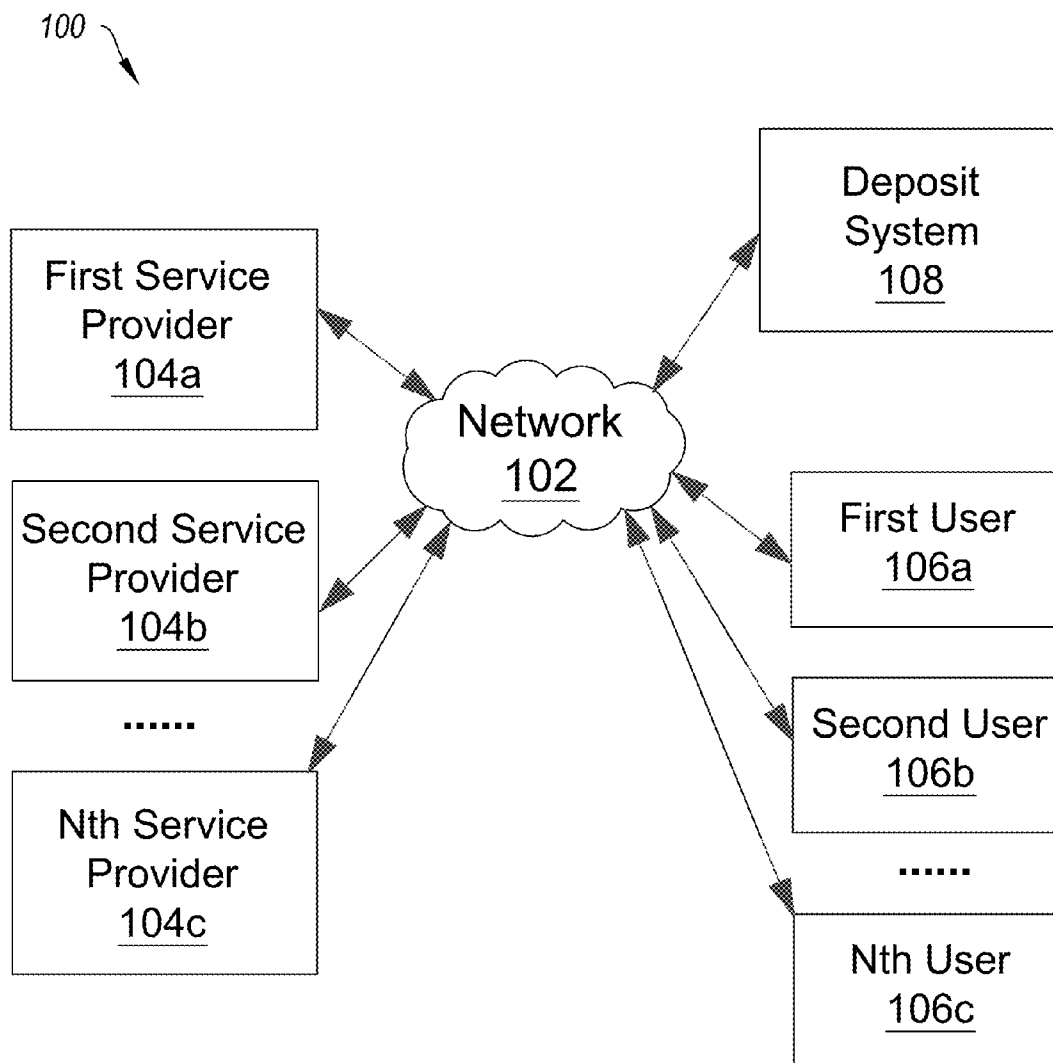 100
Deposit
System
108
First Service
Provider
104a
Network
102
Second Service
Provider
104b
First User
106a
......
Second User
106b
Nth Service
Provider
104c
......
Nth User
106c